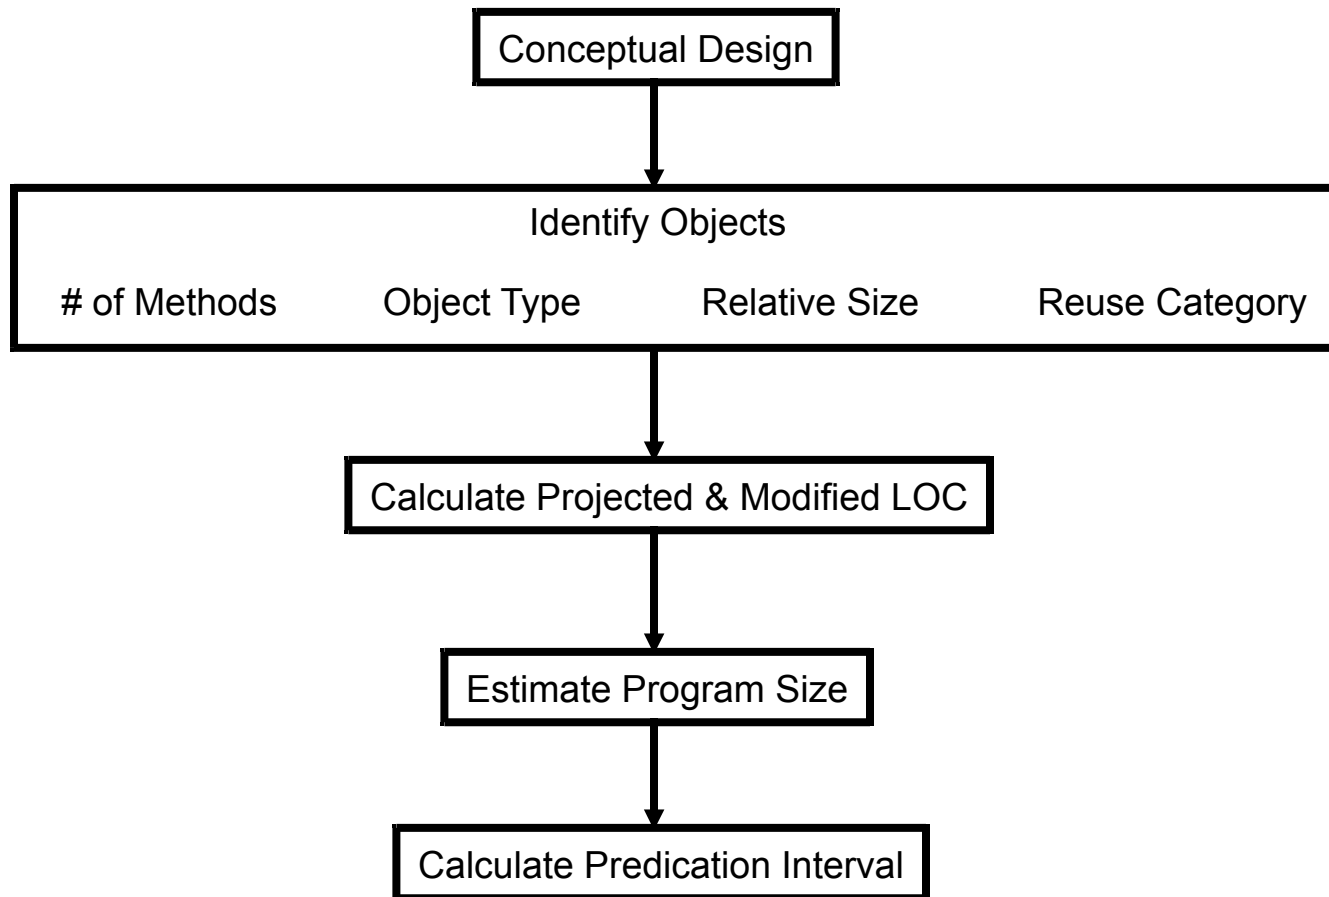 Conceptual Design
Identify Objects
# of Methods Object Type Relative Size Reuse Category
Calculate Projected & Modified LOC
Estimate Program Size
Calculate Predication Interval